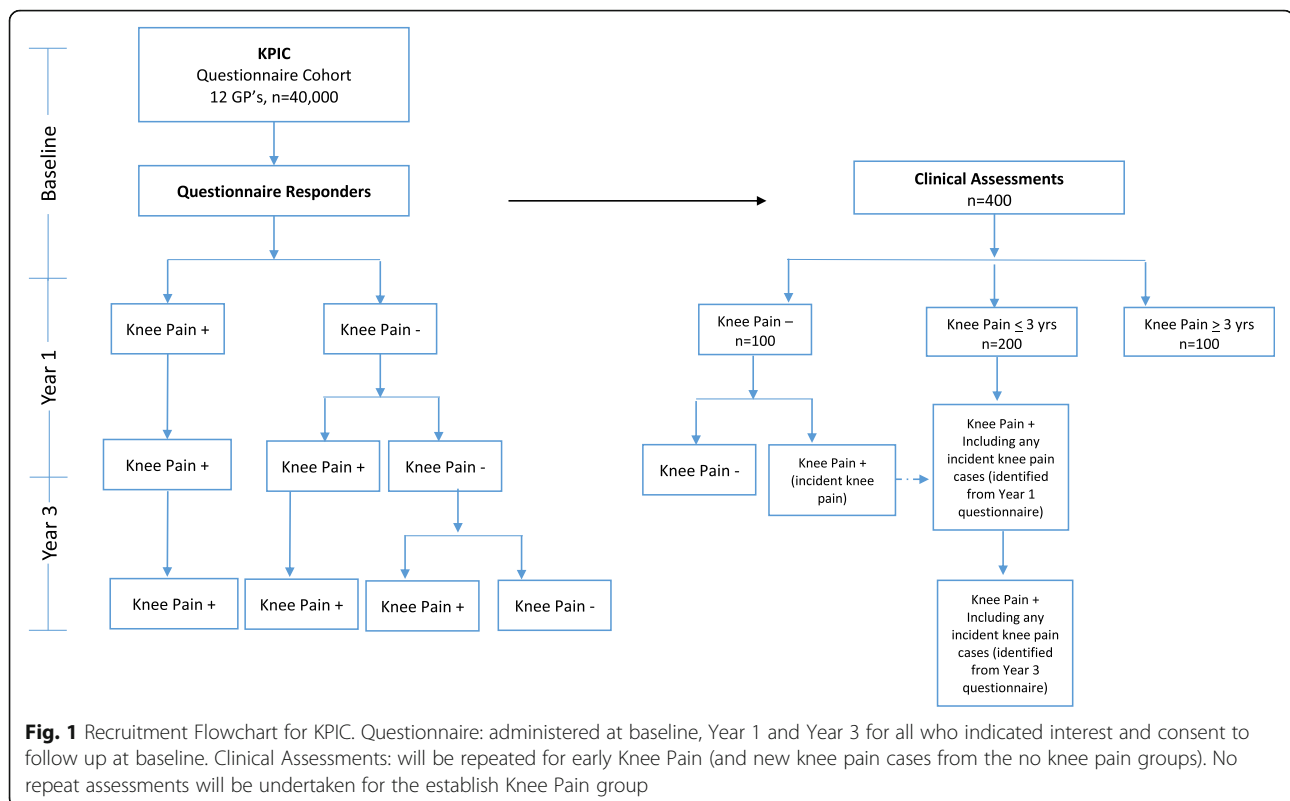 KPIC
Questionnaire Cohort
12 GP's, n=40,000
Baseline
Questionnaire Responders
Clinical Assessments
n=400
Year 1
Knee Pain +
Knee Pain -
Knee Pain –
n=100
Knee Pain < 3 yrs
n=200
Knee Pain > 3 yrs
n=100
Knee Pain +
Knee Pain +
Knee Pain -
Knee Pain -
Knee Pain +
(incident knee
pain)
Knee Pain +
Including any
incident knee pain
cases (identified
from Year 1
questionnaire)
Year 3
Knee Pain +
Knee Pain +
Knee Pain +
Knee Pain -
Knee Pain +
Including any
incident knee pain
cases (identified
from Year 3
questionnaire)
Fig. 1 Recruitment Flowchart for KPIC. Questionnaire: administered at baseline, Year 1 and Year 3 for all who indicated interest and consent to
follow up at baseline. Clinical Assessments: will be repeated for early Knee Pain (and new knee pain cases from the no knee pain groups). No
repeat assessments will be undertaken for the establish Knee Pain group